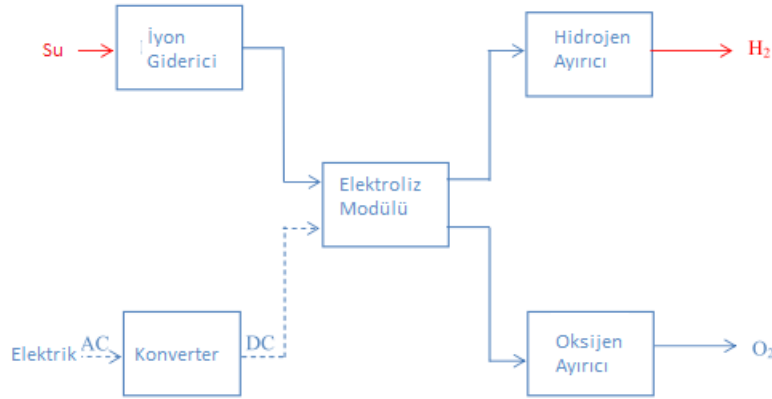 Su
İyon
Giderici
Hidrojen
Ayırıcı
H2
Elektroliz
Modülü
Elektrik
AC
Konverter
DC
Oksijen
Ayırıcı
O2